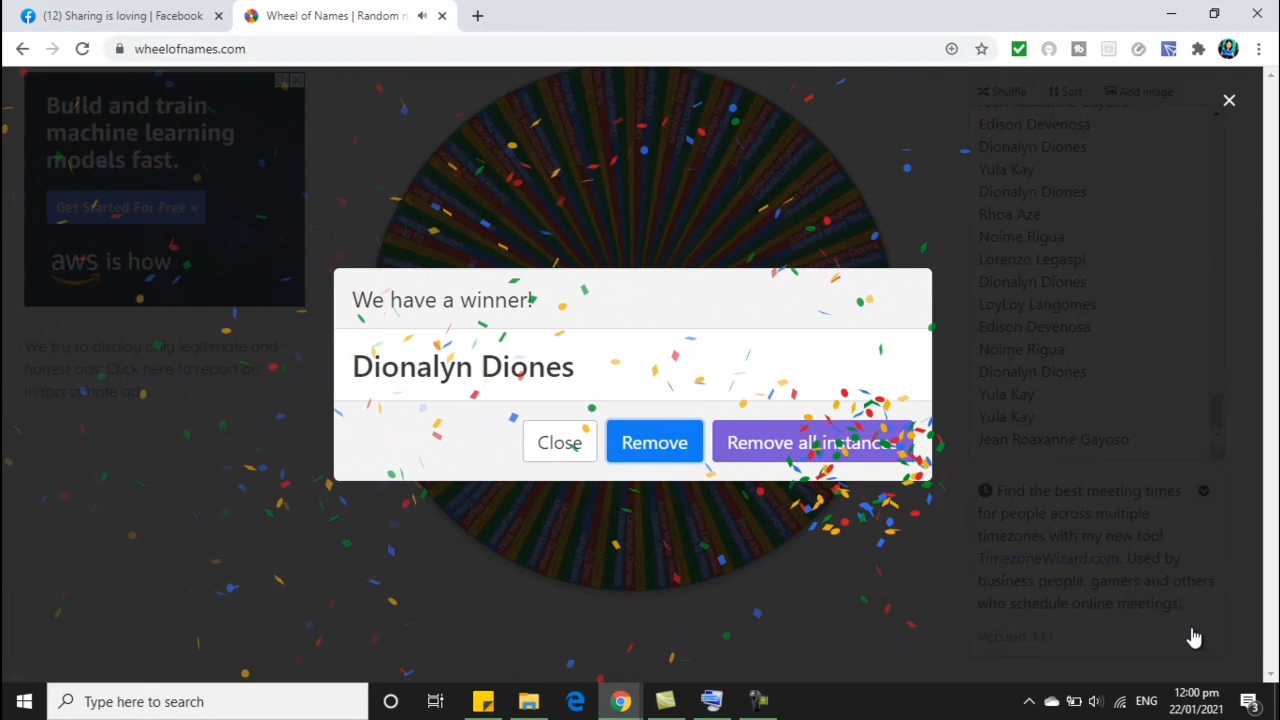 (12) Sharing is loving | Facebook
Wheel of Names | Random n
wheelofnames.com
Build and train
machine learning
models fast.
Get Started For Free »
aws is how
We try to display only legitimate and
honest ads. Click here to report an
inappropriate ad.
We have a winner!
Dionalyn Diones
Close
Remove
Remove all instances
Shuffle
Sort
Add image
Jean Roaxanne Gayoso
Edison Devenosa
Dionalyn Diones
Yula Kay
Dionalyn Diones
Rhoa Aze
Noime Rigua
Lorenzo Legaspi
Dionalyn Diones
LoyLoy Langomes
Edison Devenosa
Noime Rigua
Dionalyn Diones
Yula Kay
Yula Kay
Jean Roaxanne Gayoso
Find the best meeting times
for people across multiple
timezones with my new tool
TimezoneWizard.com. Used by
business people, gamers and others
who schedule online meetings.
Version 111
Type here to search
ENG
12:00 pm
22/01/2021
3